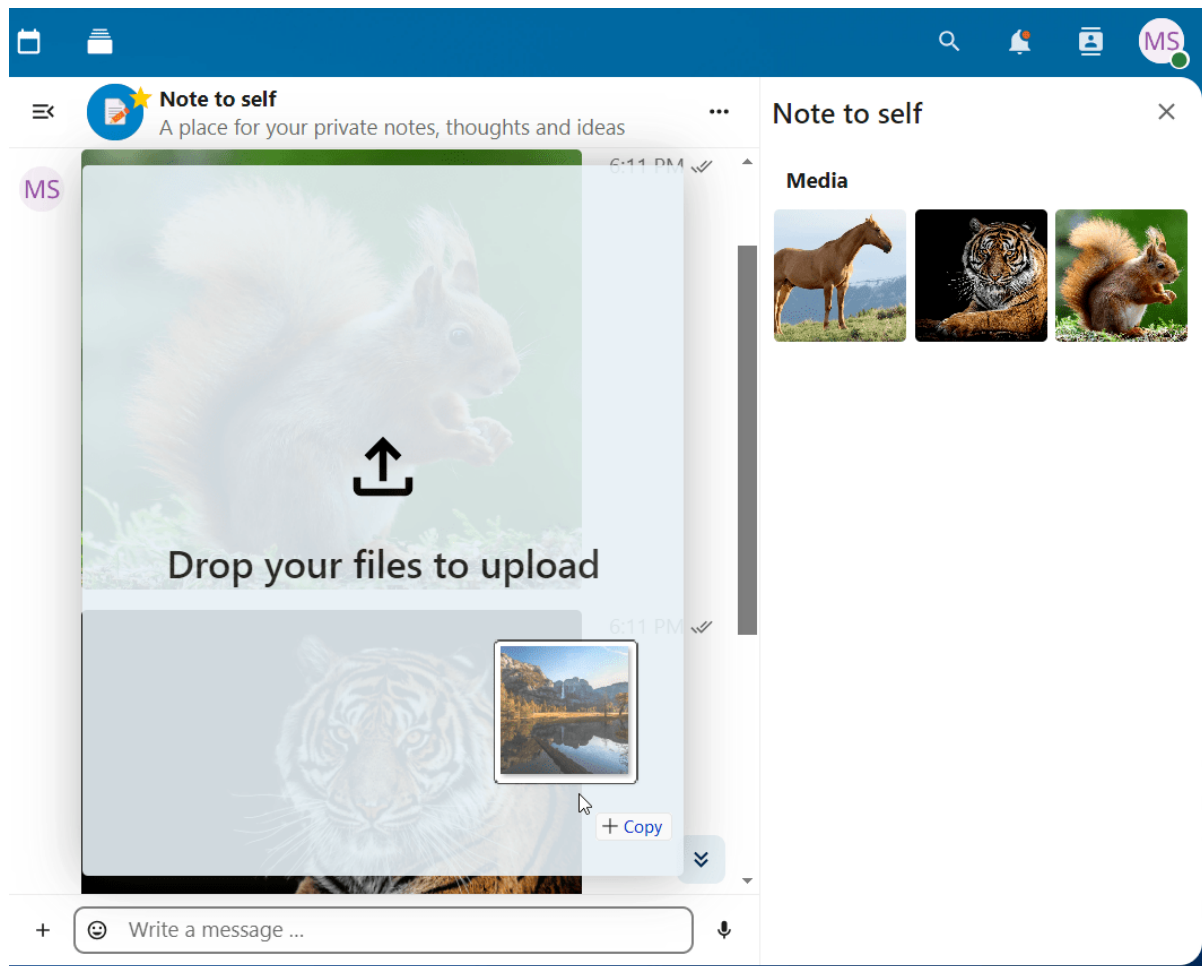 MS
Note to self
A place for your private notes, thoughts and ideas
Note to self
Media
MS
6:11 PM
Drop your files to upload
6:11 PM
+ Copy
Write a message ...